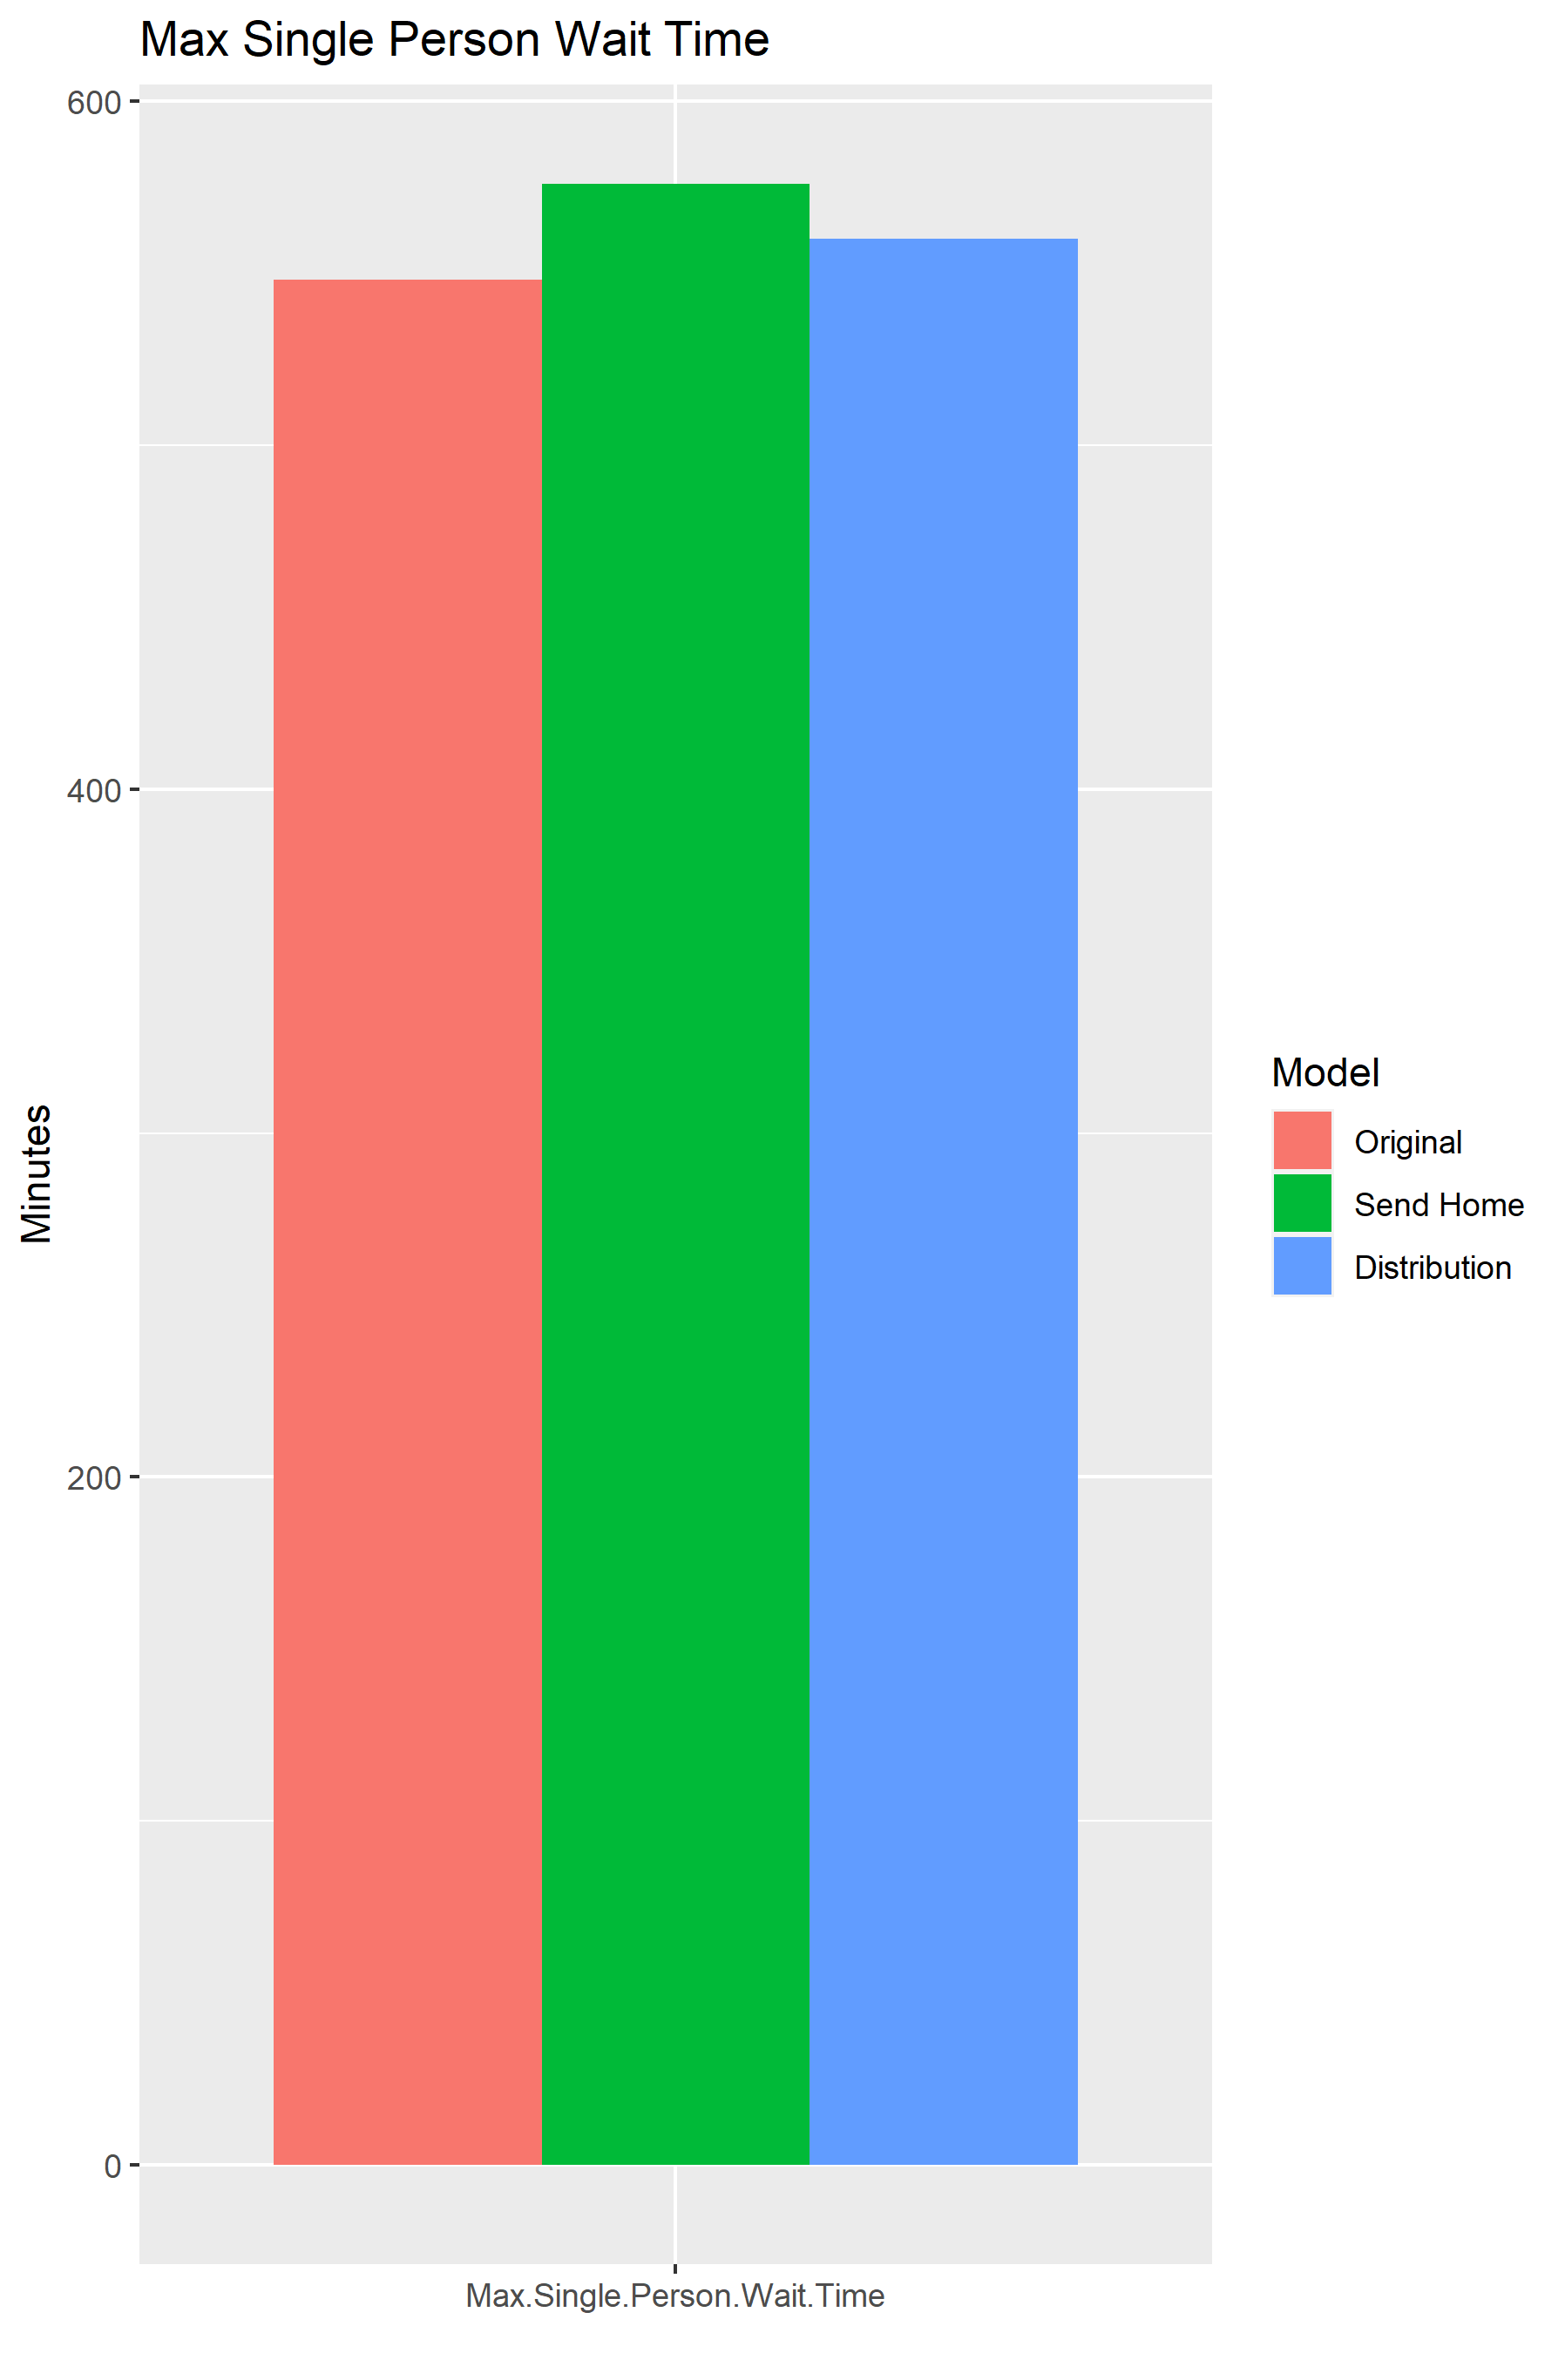 Max Single Person Wait Time
600
400
200
0
Minutes
Max.Single.Person.Wait.Time
Model
Original
Send Home
Distribution